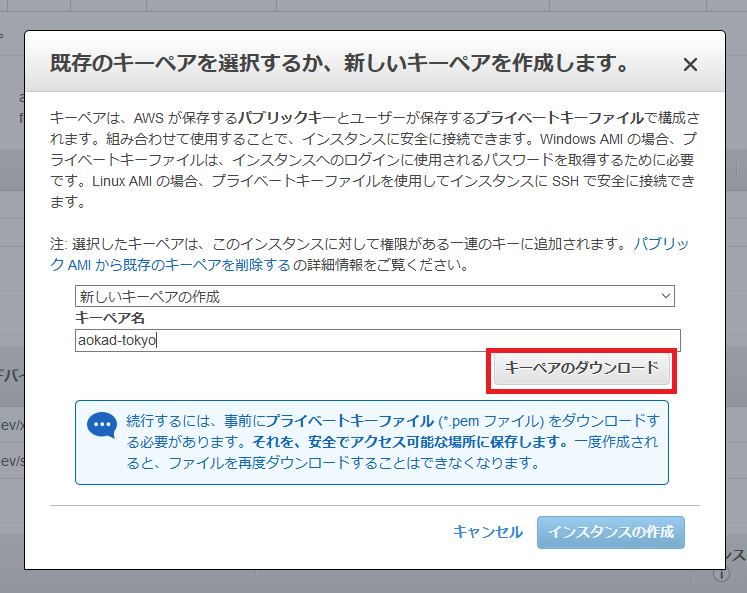 既存のキーペアを選択するか、新しいキーペアを作成します。
キーペアは、AWS が保存するパブリックキーとユーザーが保存するプライベートキーファイルで構成さ
れます。組み合わせて使用することで、インスタンスに安全に接続できます。Windows AMI の場合、プ
ライベートキーファイルは、インスタンスへのログインに使用されるパスワードを取得するために必要
です。Linux AMI の場合、プライベートキーファイルを使用してインスタンスに SSH で安全に接続でき
ます。
注: 選択したキーペアは、このインスタンスに対して権限がある一連のキーに追加されます。パブリッ
ク AMI から既存のキーペアを削除する の詳細情報をご覧ください。
新しいキーペアの作成
キーペア名
aokad-tokyo
キーペアのダウンロード
続行するには、事前にプライベートキーファイル (*.pem ファイル) をダウンロードす
る必要があります。それを、安全でアクセス可能な場所に保存します。一度作成され
ると、ファイルを再度ダウンロードすることはできなくなります。
キャンセル
インスタンスの作成